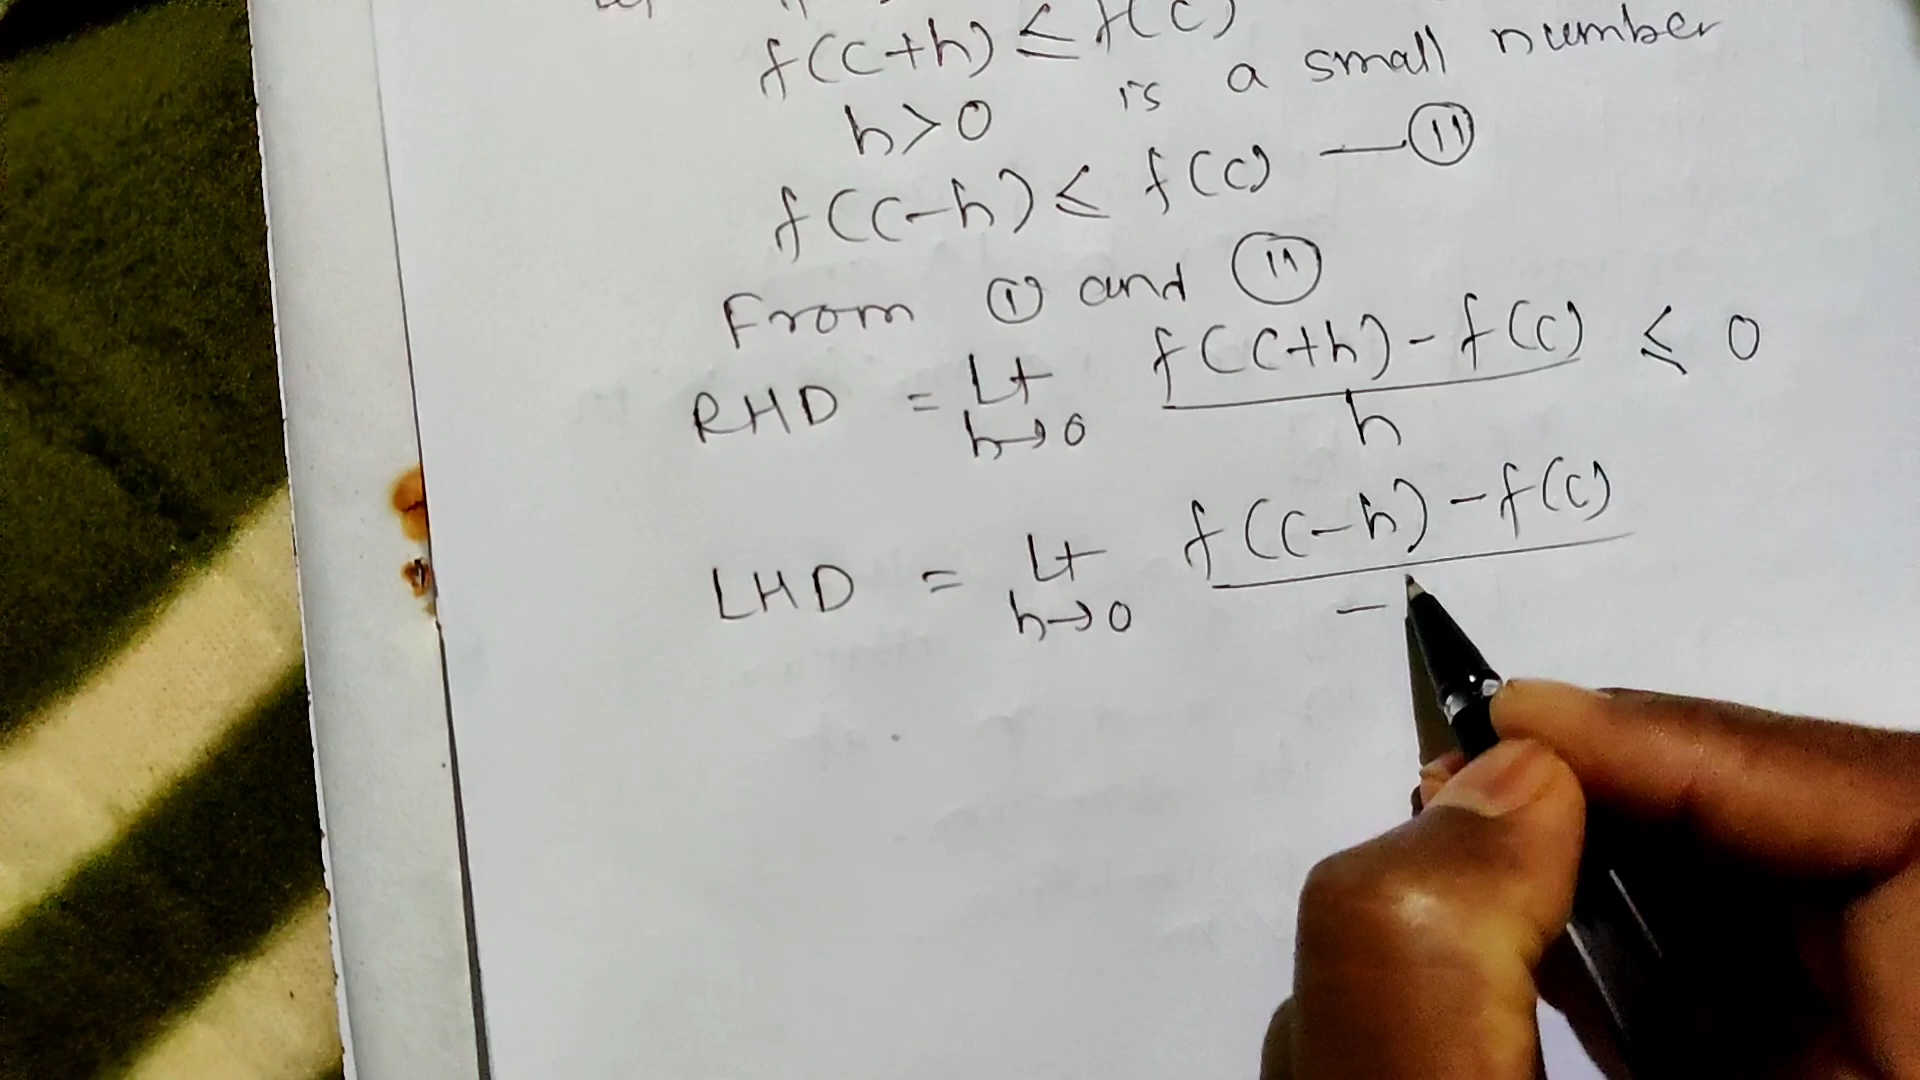 f(c+h) ≤ f(c)
h>0 is a small number
f(c-h) ≤ f(c) — (11)
From (1) and (11)
RHD = Lt h→0 f(c+h) - f(c) / h ≤ 0
LHD = Lt h→0 f(c-h) - f(c) / -